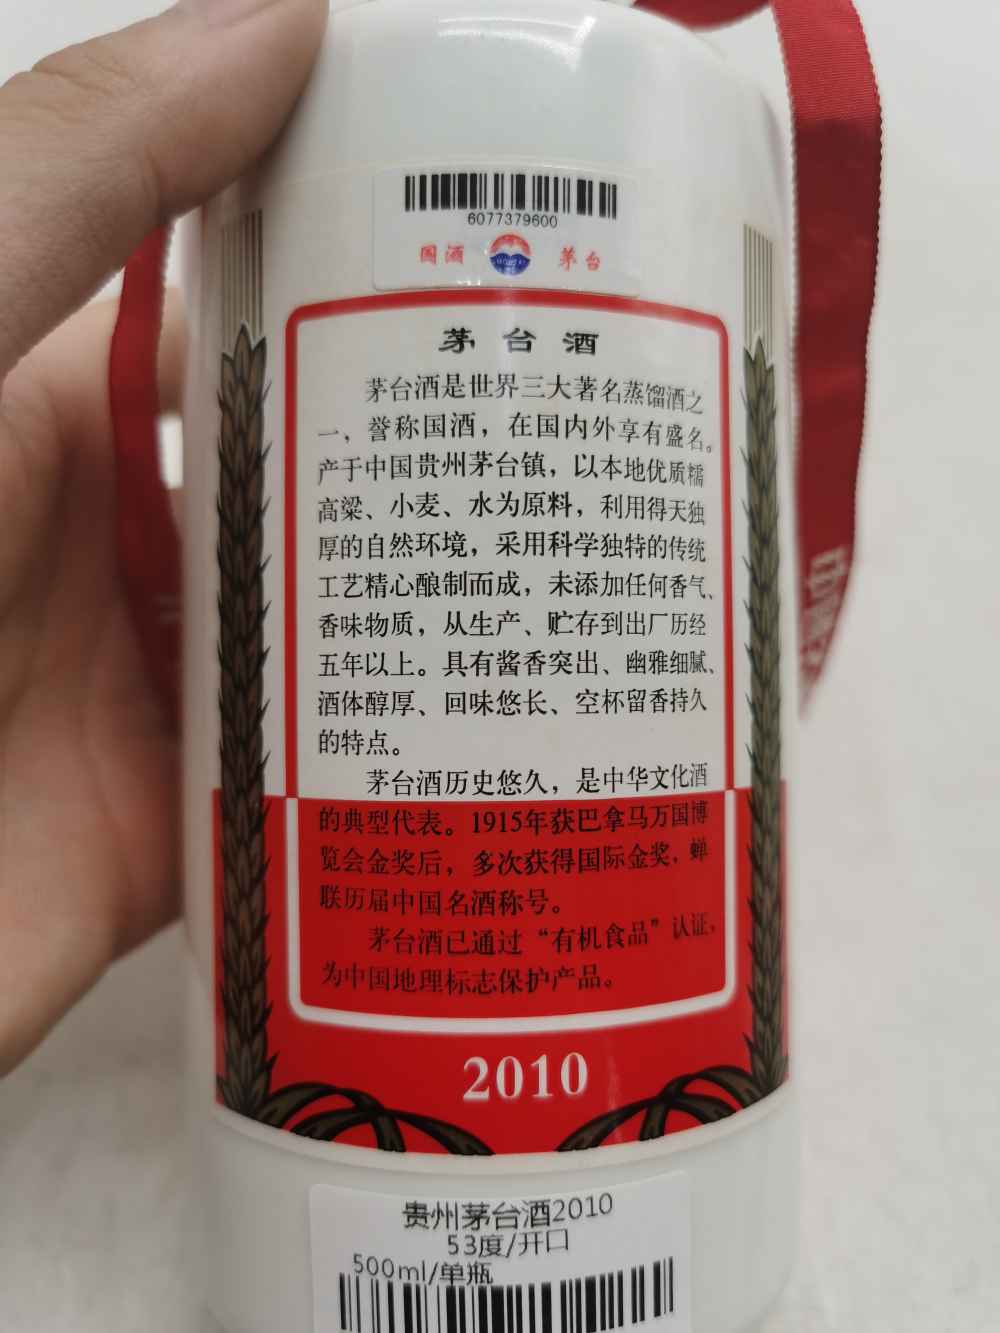 6077379600
国酒 茅台
茅台酒
茅台酒是世界三大著名蒸馏酒之
一，誉称国酒，在国内外享有盛名。
产于中国贵州茅台镇，以本地优质糯
高粱、小麦、水为原料，利用得天独
厚的自然环境，采用科学独特的传统
工艺精心酿制而成，未添加任何香气、
香味物质，从生产、贮存到出厂历经
五年以上。具有酱香突出、幽雅细腻、
酒体醇厚、回味悠长、空杯留香持久
的特点。
茅台酒历史悠久，是中华文化酒
的典型代表。1915年获巴拿马万国博
览会金奖后，多次获得国际金奖，蝉
联历届中国名酒称号。
茅台酒已通过“有机食品”认证，
为中国地理标志保护产品。
2010
贵州茅台酒2010
53度/开口
500ml/单瓶